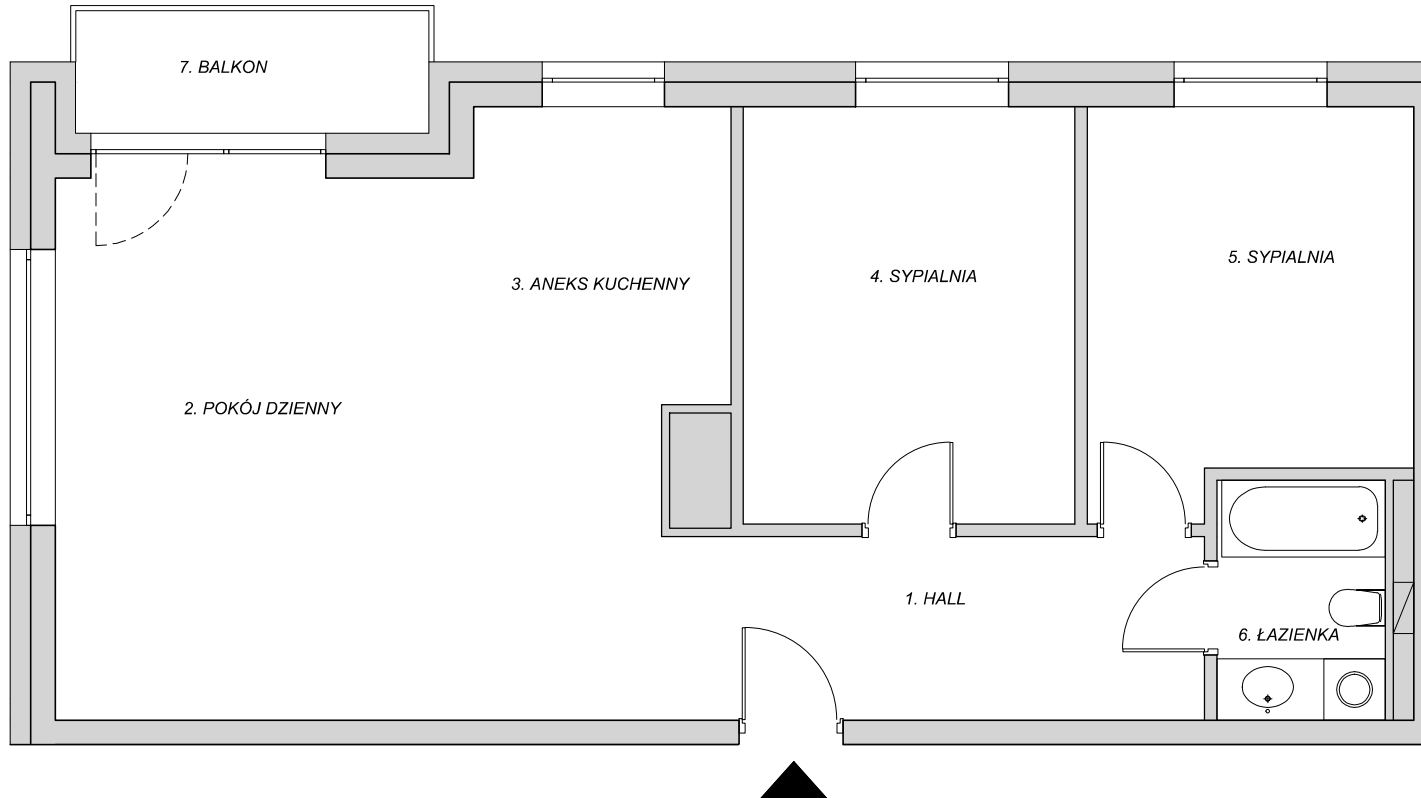 7. BALKON
5. SYPIALNIA
4. SYPIALNIA
3. ANEKS KUCHENNY
2. POKÓJ DZIENNY
1. HALL
6. ŁAZIENKA